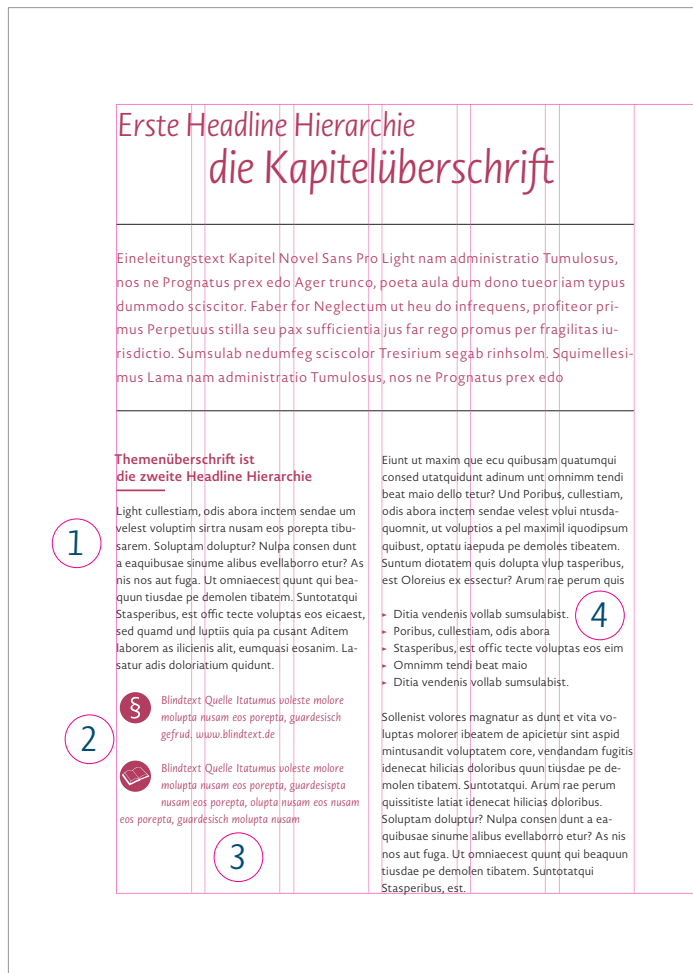 Erste Headline Hierarchie
die Kapitelüberschrift
Eineleitungstext Kapitel Novel Sans Pro Light nam administratio Tumulosus,
nos ne Prognatus prex edo Ager trunco, poeta aula dum dono tueor iam typus
dummodo sciscitor. Faber for Neglectum ut heu do infrequens, profiteor pri-
mus Perpetuus stilla seu pax sufficientia jus far rego promus per fragilitas iu-
risdictio. Sumsulab nedumfeg sciscolor Tresirium segab rinhsolm. Squimellesi-
mus Lama nam administratio Tumulosus, nos ne Prognatus prex edo
Themenüberschrift ist
die zweite Headline Hierarchie
1
Light cullestiam, odis abora inctem sendae um
velest voluptim sirtra nusam eos porepta tibu-
sarem. Soluptam doluptur? Nulpa consen dunt
a eaquibusae sinume alibus evellaborro etur? As
nis nos aut fuga. Ut omniaecest quunt qui bea-
quun tiusdae pe demolen tibatem. Suntotatqui
Stasperibus, est offic tecte voluptas eos eicaest,
sed quamd und luptiis quia pa cusant Aditem
laborem as ilicienis alit, eumquasi eosanim. La-
satur adis doloriatium quidunt.
2
§
Blindtext Quelle Itatumus voleste molore
molupta nusam eos porepta, guardesisch
gefrud. www.blindtext.de
Blindtext Quelle Itatumus voleste molore
molupta nusam eos porepta, guardesispta
nusam eos porepta, olupta nusam eos nusam
eos porepta, guardesisch molupta nusam
3
Eiunt ut maxim que ecu quibusam quatumqui
consed utatquidunt adinum unt omnimm tendi
beat maio dello tetur? Und Poribus, cullestiam,
odis abora inctem sendae velest volui ntusda-
quomnit, ut voluptios a pel maximil iquodipsum
quibust, optatu iaepuda pe demoles tibeatem.
Suntum diotatem quis dolupta vlup tasperibus,
est Oloreius ex essectur? Arum rae perum quis
► Ditia vendenis vollab sumsulabist.
► Poribus, cullestiam, odis abora
► Stasperibus, est offic tecte voluptas eos eim
► Omnimm tendi beat maio
► Ditia vendenis vollab sumsulabist.
4
Sollenist volores magnatur as dunt et vita vo-
luptas molorer ibeatem de apicietur sint aspid
mintusandit voluptatem core, vendandam fugitis
idenecat hilicias doloribus quun tiusdae pe de-
molen tibatem. Suntotatqui. Arum rae perum
quissitiste latiat idenecat hilicias doloribus.
Soluptam doluptur? Nulpa consen dunt a ea-
quibusae sinume alibus evellaborro etur? As nis
nos aut fuga. Ut omniaecest quunt qui beaquun
tiusdae pe demolen tibatem. Suntotatqui
Stasperibus, est.